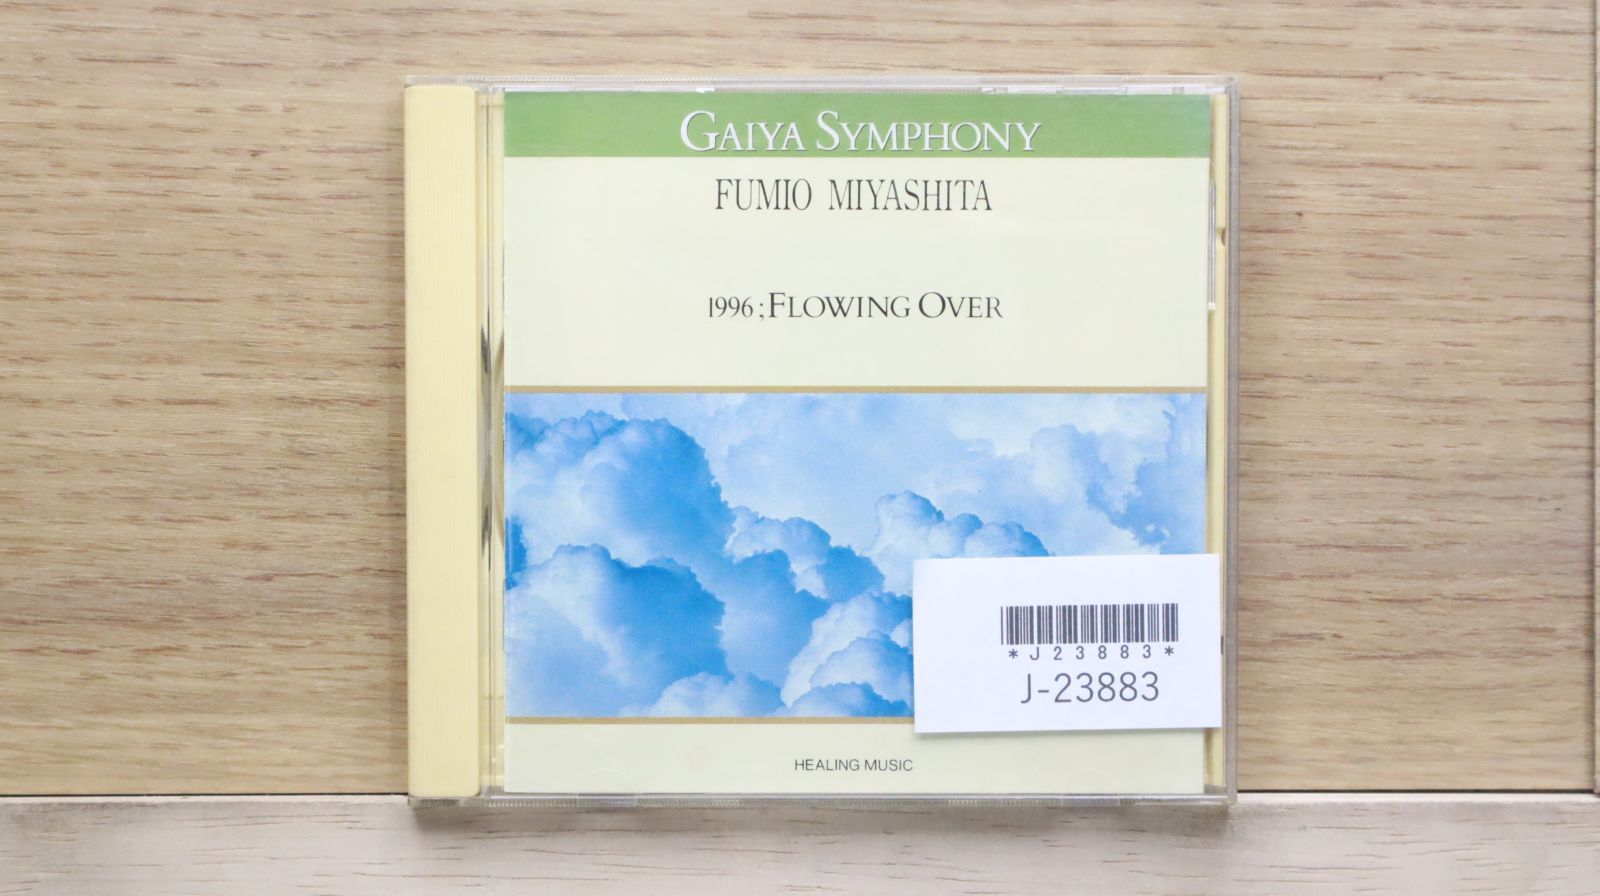 GAIYA SYMPHONY
FUMIO MIYASHITA
1996;FLOWING OVER
*J23883*
J-23883
HEALING MUSIC